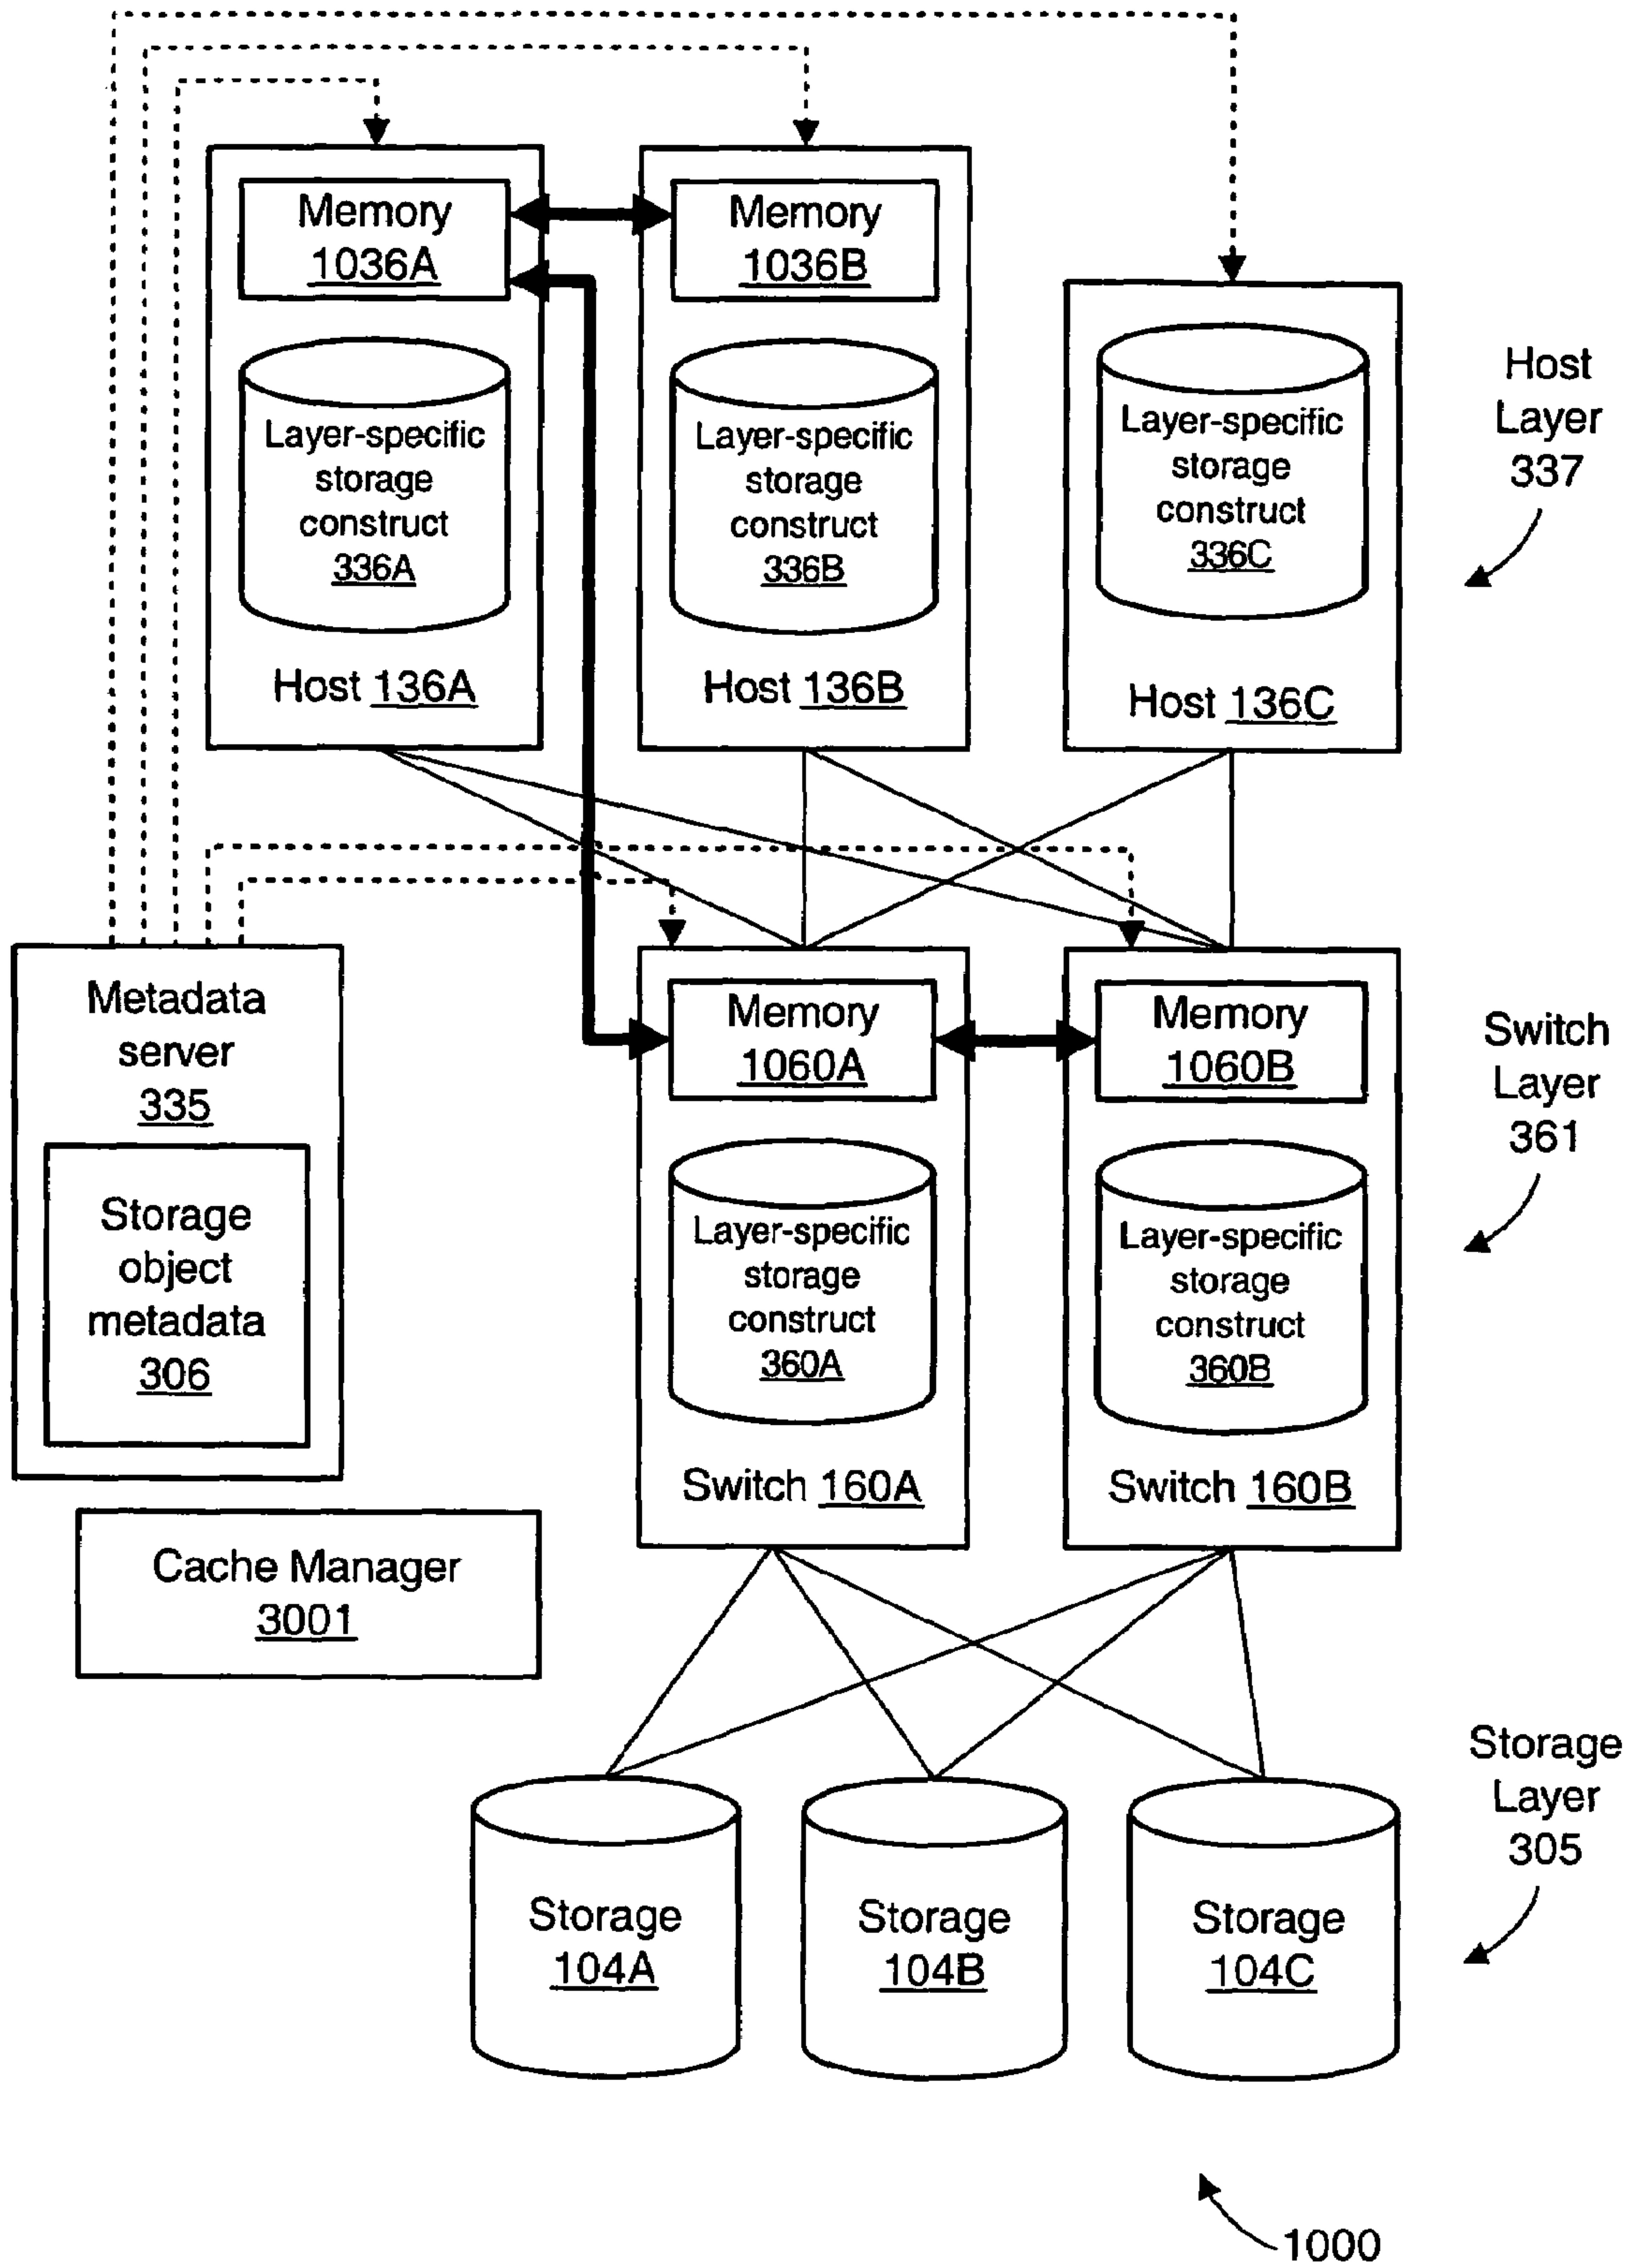 Memory
1036A
Layer-specific
storage
construct
336A
Host 136A
Memory
1036B
Layer-specific
storage
construct
336B
Host 136B
Layer-specific
storage
construct
336C
Host 136C
Host
Layer
337
Metadata
server
335
Storage
object
metadata
306
Memory
1060A
Layer-specific
storage
construct
360A
Switch 160A
Memory
1060B
Layer-specific
storage
construct
360B
Switch 160B
Switch
Layer
361
Cache Manager
3001
Storage
104A
Storage
104B
Storage
104C
Storage
Layer
305
1000